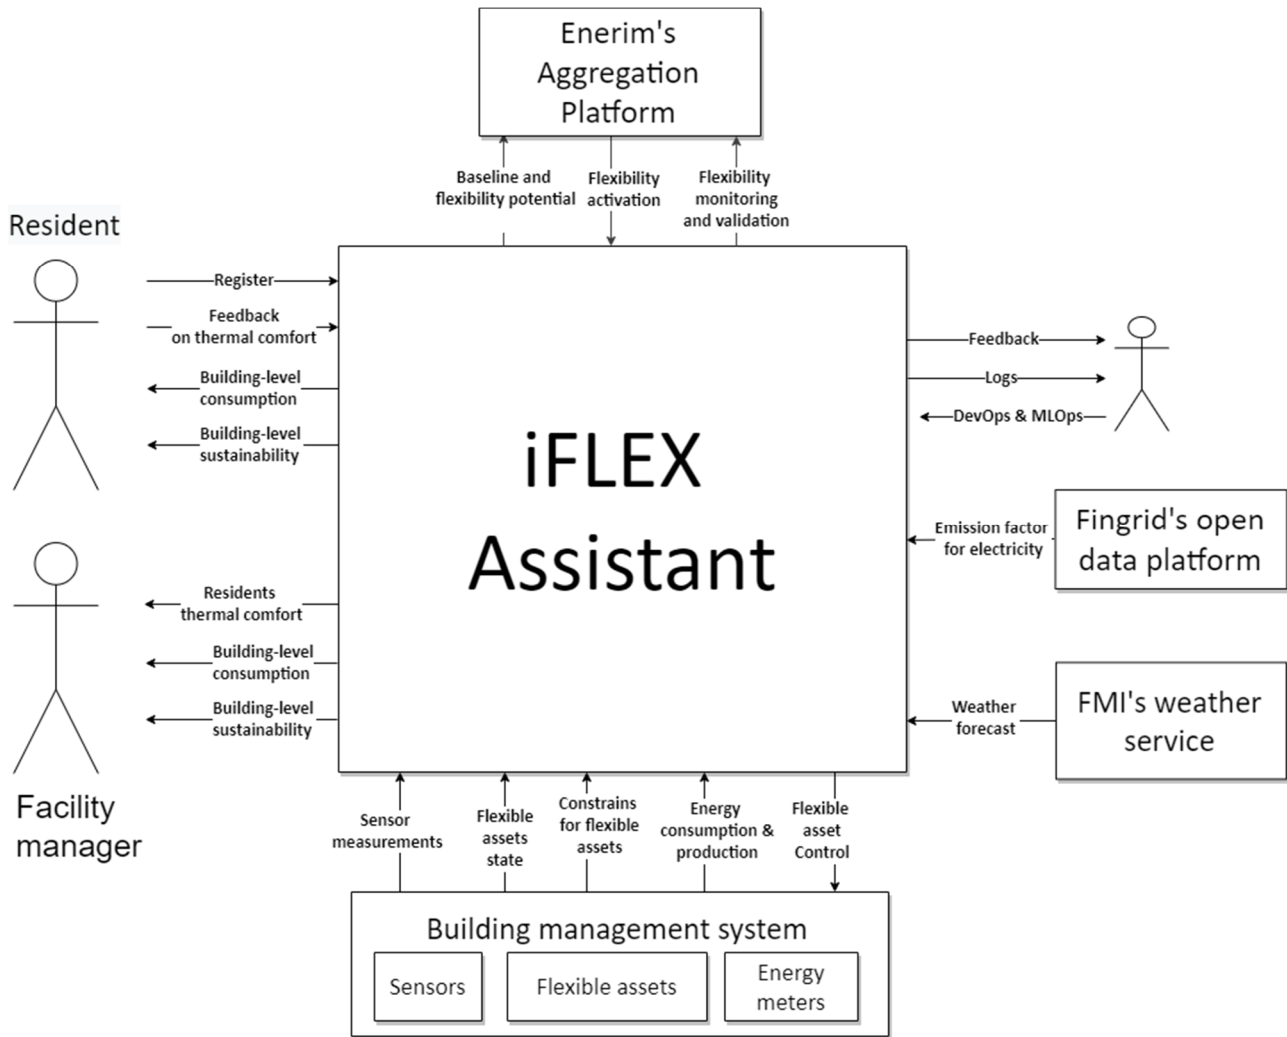 Enerim's
Aggregation
Platform
Baseline and
flexibility potential
Flexibility
activation
Flexibility
monitoring
and validation
Resident
Register
Feedback
on thermal comfort
Building-level
consumption
Building-level
sustainability
iFLEX
Assistant
Feedback
Logs
DevOps & MLOps
Emission factor
for electricity
Fingrid's open
data platform
Residents
thermal comfort
Building-level
consumption
Building-level
sustainability
Weather
forecast
FMI's weather
service
Facility
manager
Sensor
measurements
Flexible
assets
state
Constrains
for flexible
assets
Energy
consumption &
production
Flexible
asset
Control
Building management system
Sensors
Flexible assets
Energy
meters